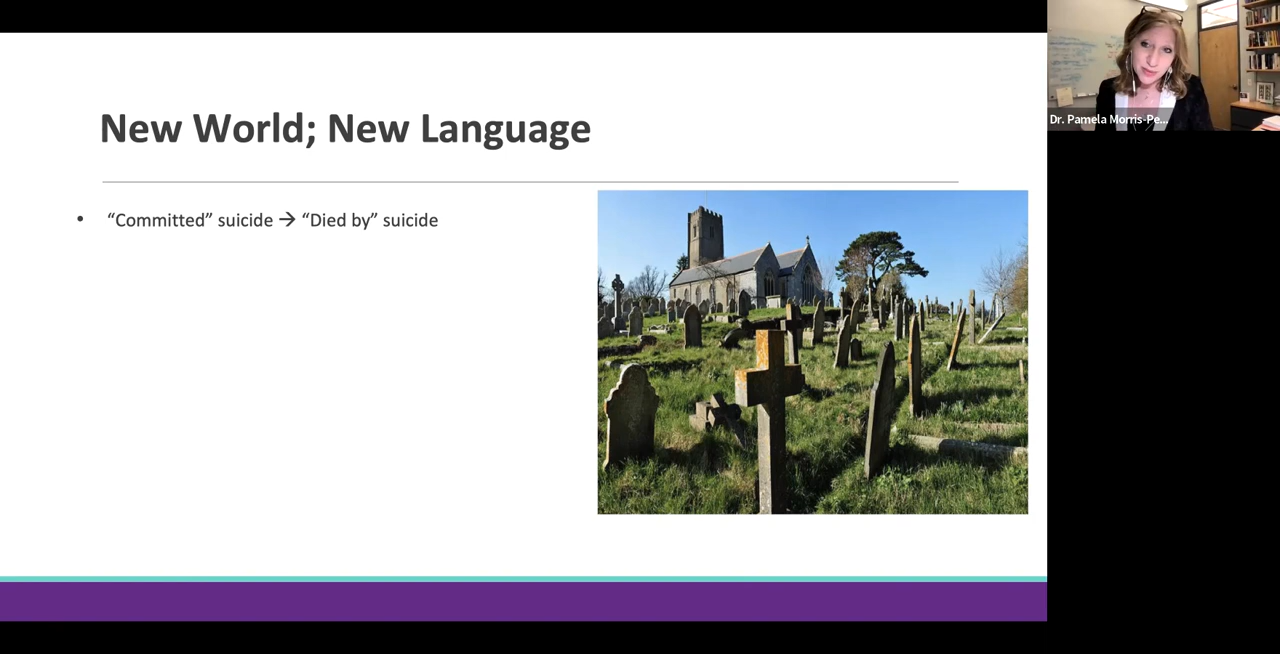 New World; New Language
• “Committed” suicide → “Died by” suicide
Dr. Pamela Morris-Pe...